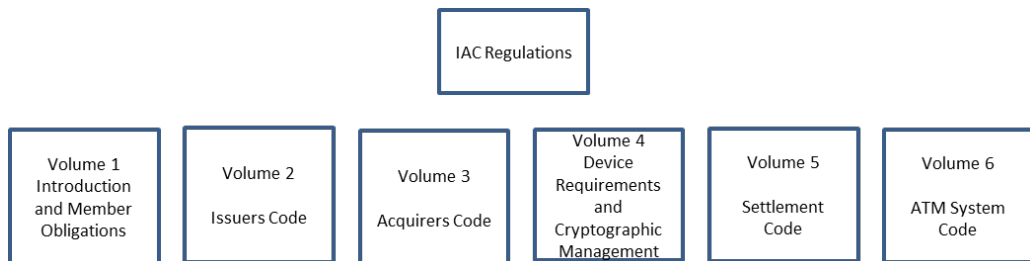 IAC Regulations
Volume 1
Introduction
and Member
Obligations
Volume 2
Issuers Code
Volume 3
Acquirers Code
Volume 4
Device
Requirements
and
Cryptographic
Management
Volume 5
Settlement
Code
Volume 6
ATM System
Code